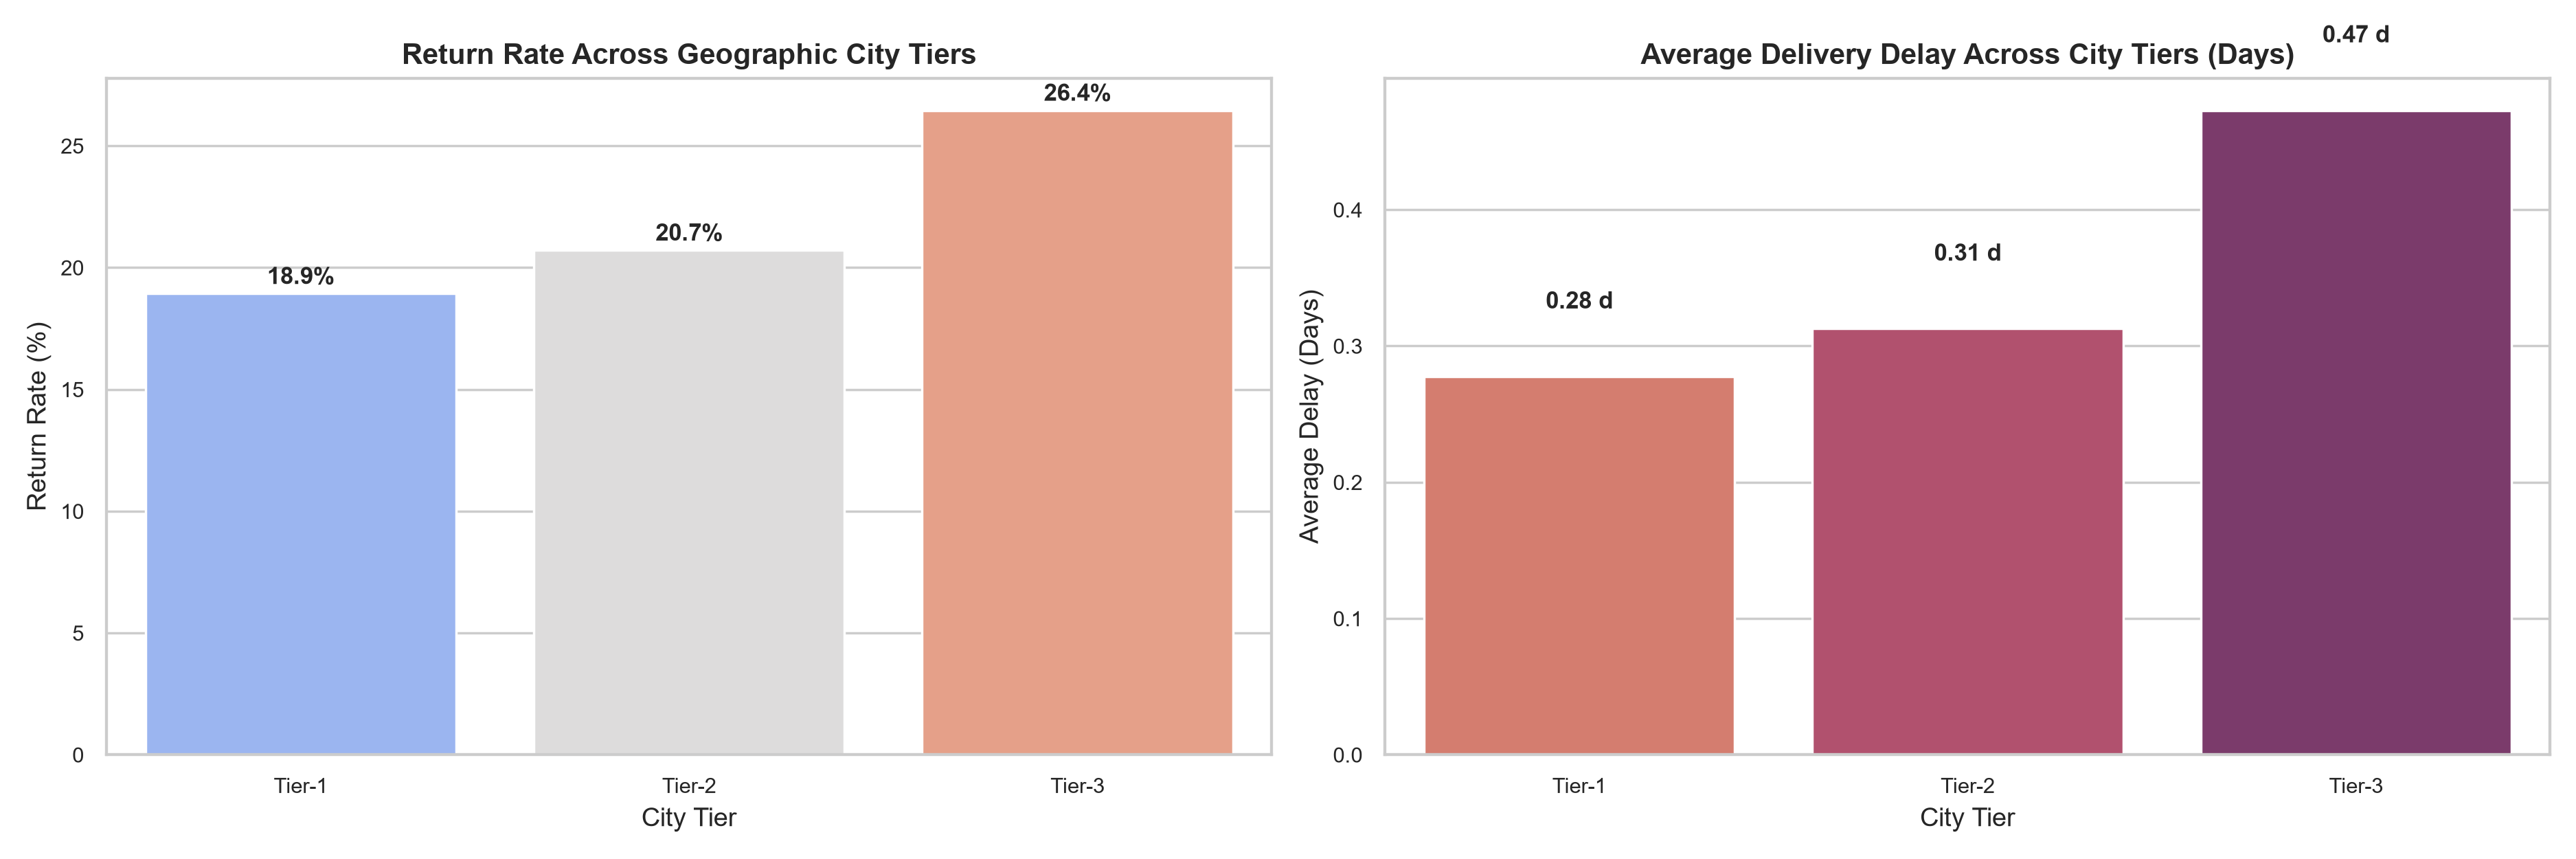 Return Rate Across Geographic City Tiers
26.4%
20.7%
18.9%
25
20
15
10
5
0
Return Rate (%)
Tier-1
Tier-2
Tier-3
City Tier
Average Delivery Delay Across City Tiers (Days)
0.47 d
0.31 d
0.28 d
0.4
0.3
0.2
0.1
0.0
Average Delay (Days)
Tier-1
Tier-2
Tier-3
City Tier